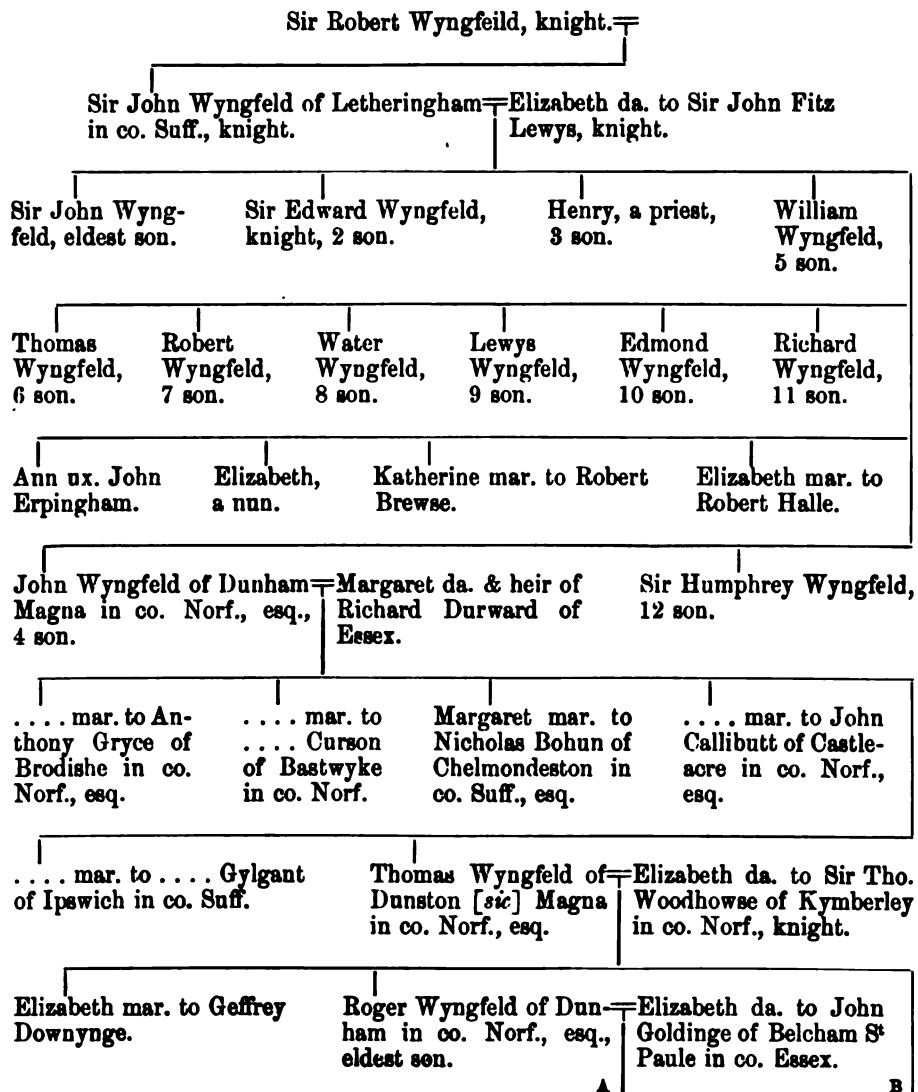 Sir Robert Wyngfeild, knight.
Sir John Wyngfeld of Letheringham
in co. Suff., knight.
Elizabeth da. to Sir John Fitz
Lewys, knight.
Sir John Wyng-
feld, eldest son.
Sir Edward Wyngfeld,
knight, 2 son.
Henry, a priest,
3 son.
William
Wyngfeld,
5 son.
Thomas
Wyngfeld,
6 son.
Robert
Wyngfeld,
7 son.
Water
Wyngfeld,
8 son.
Lewys
Wyngfeld,
9 son.
Edmond
Wyngfeld,
10 son.
Richard
Wyngfeld,
11 son.
Ann ux. John
Erpingham.
Elizabeth,
a nun.
Katherine mar. to Robert
Brewse.
Elizabeth mar. to
Robert Halle.
John Wyngfeld of Dunham
Magna in co. Norf., esq.,
4 son.
Margaret da. & heir of
Richard Durward of
Essex.
Sir Humphrey Wyngfeld,
12 son.
. . . . mar. to An-
thony Gryce of
Brodishe in co.
Norf., esq.
. . . . mar. to
. . . . Curson
of Bastwyke
in co. Norf.
Margaret mar. to
Nicholas Bohun of
Chelmondeston in
co. Suff., esq.
. . . . mar. to John
Callibutt of Castle-
acre in co. Norf.,
esq.
. . . . mar. to . . . . Gylgant
of Ipswich in co. Suff.
Thomas Wyngfeld of
Dunston [sic] Magna
in co. Norf., esq.
Elizabeth da. to Sir Tho.
Woodhowse of Kymberley
in co. Norf., knight.
Elizabeth mar. to Geffrey
Downynge.
Roger Wyngfeld of Dun-
ham in co. Norf., esq.,
eldest son.
Elizabeth da. to John
Goldinge of Belcham St
Paule in co. Essex.
A
B